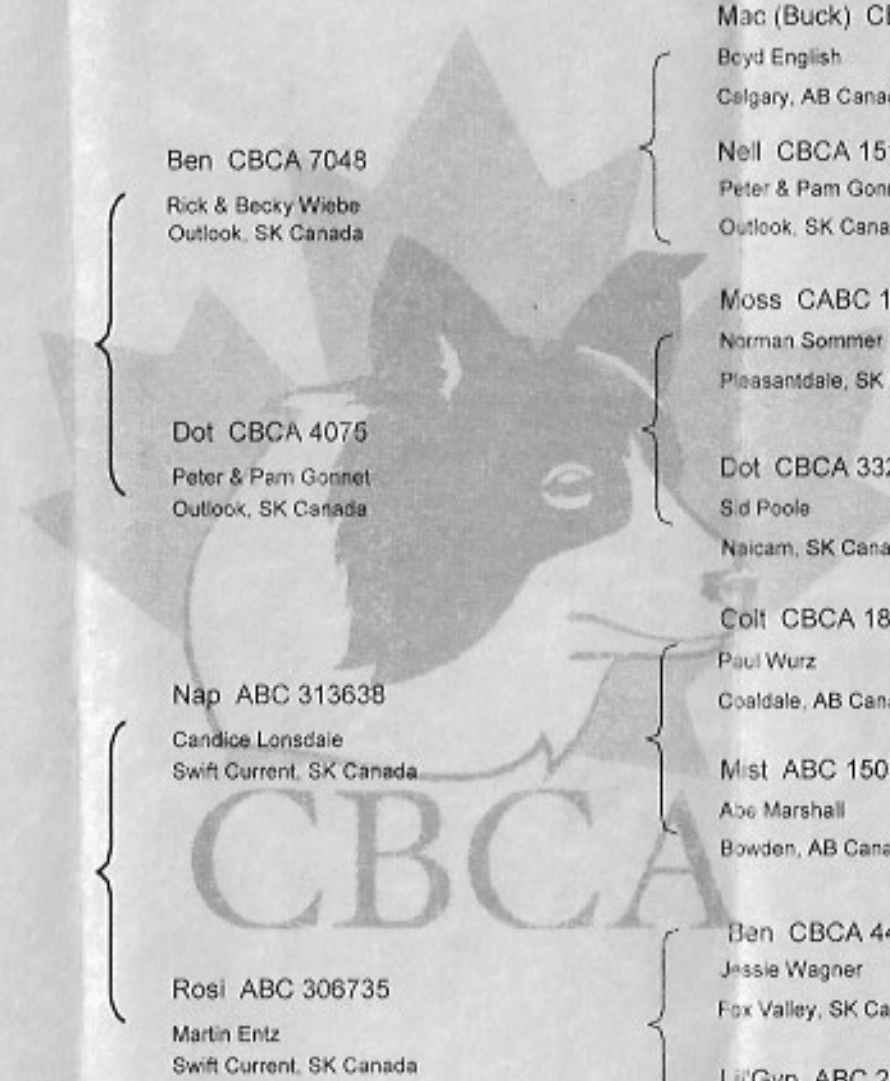 Mac (Buck)
Boyd English
Calgary, AB
Ben CBCA 7048
Nell CBCA
Rick & Becky Wiebe
Peter & Pam
Outlook, SK Canada
Outlook, SK
Moss CABC
Norman Sommer
Pleasantdale, SK
Dot CBCA 4075
Dot CBCA
Peter & Pam Gonnet
Outlook, SK Canada
Sid Poole
Naicam, SK
Colt CBCA
Paul Wurz
Nap ABC 313638
Coaldale, AB
Candice Lonsdale
Swift Current, SK Canada
Mist ABC
Abe Marshall
Bowden, AB
CBCA
Ben CBCA
Jessie Wagner
Rosi ABC 306735
Fox Valley, SK
Martin Entz
Swift Current, SK Canada
Lil'Gyp ABC